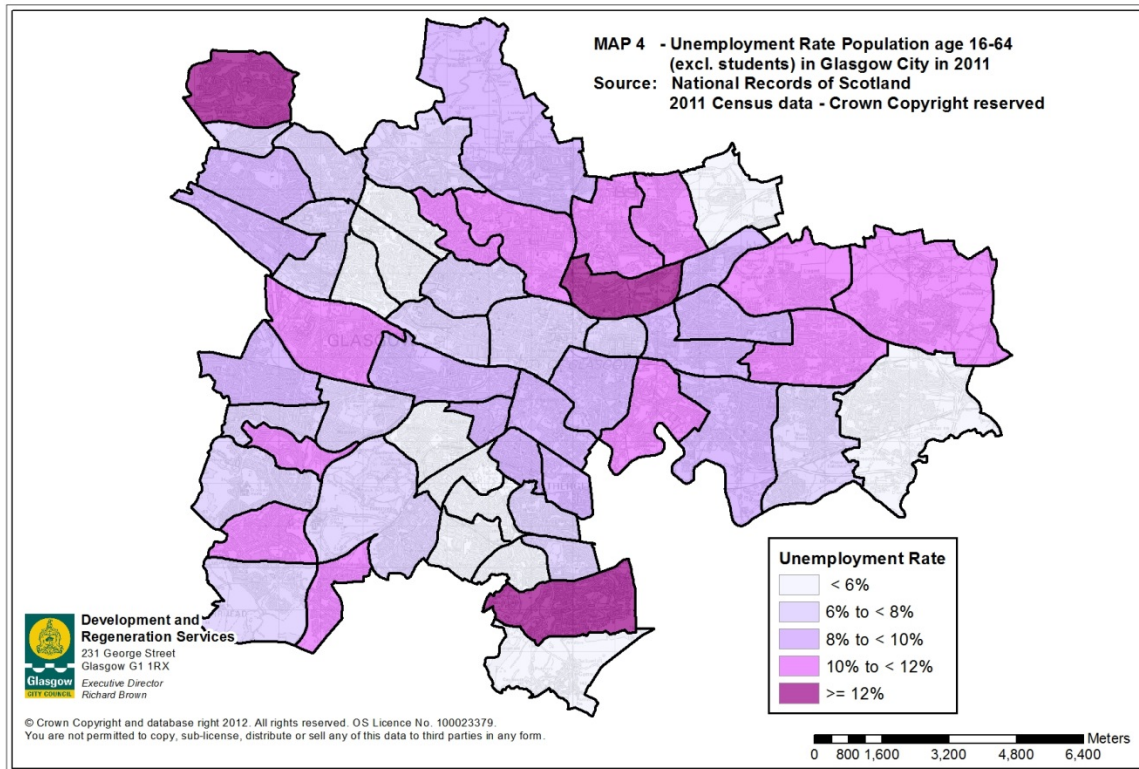 MAP 4 - Unemployment Rate Population age 16-64
(excl. students) in Glasgow City in 2011
Source: National Records of Scotland
2011 Census data - Crown Copyright reserved
GLASGOW
Unemployment Rate
< 6%
6% to < 8%
8% to < 10%
10% to < 12%
>= 12%
Development and
Regeneration Services
231 George Street
Glasgow G1 1RX
Executive Director
Richard Brown
Glasgow
CITY COUNCIL
© Crown Copyright and database right 2012. All rights reserved. OS Licence No. 100023379.
You are not permitted to copy, sub-license, distribute or sell any of this data to third parties in any form.
Meters
0 800 1,600 3,200 4,800 6,400